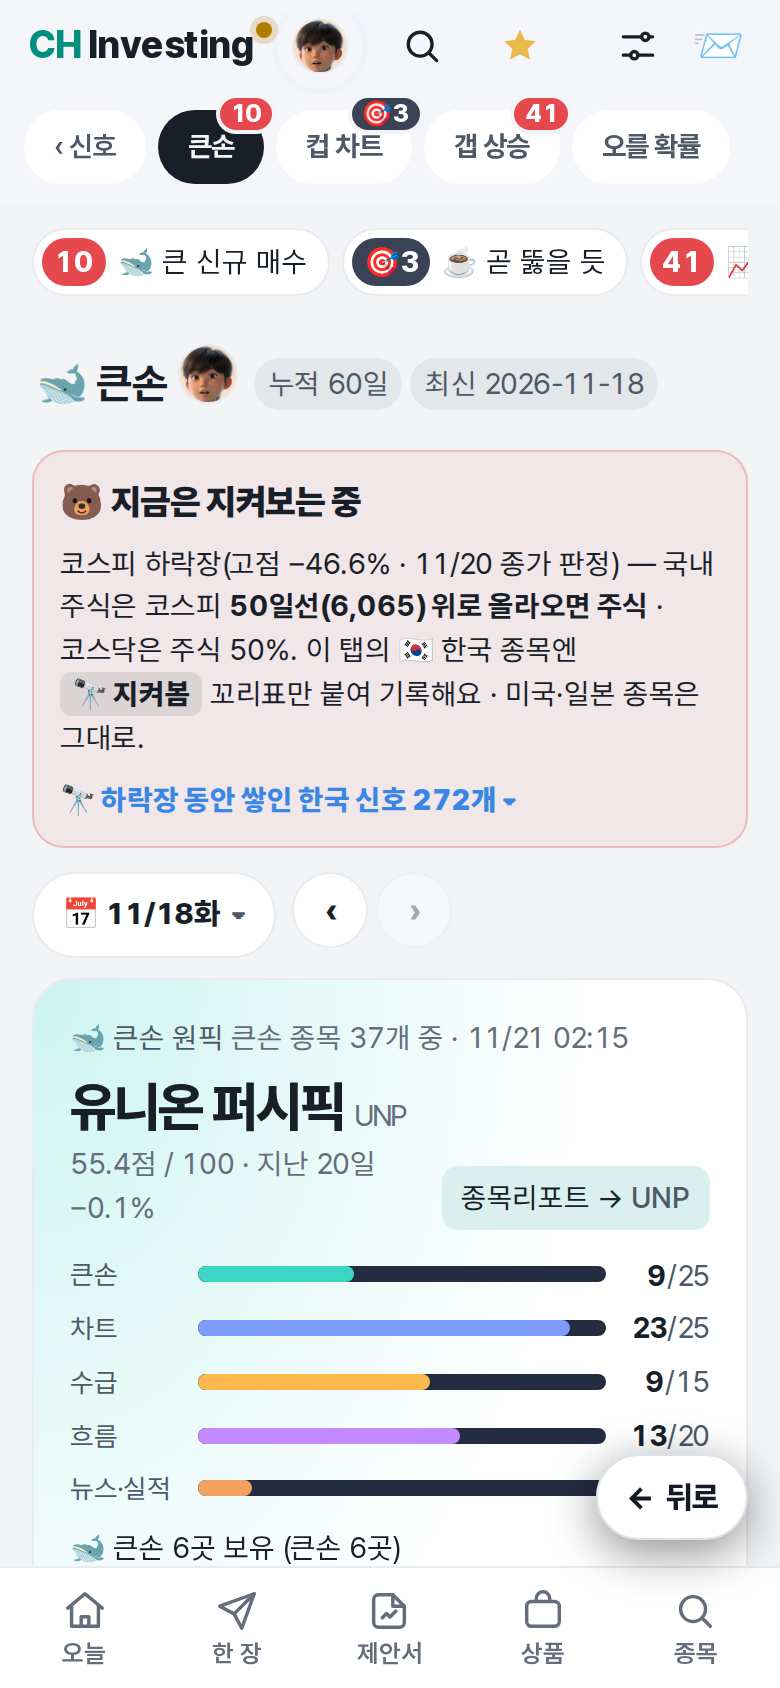 CH Investing
‹ 신호
큰손
10
컵 차트
🎯3
갭 상승
41
오를 확률
10 🐋 큰 신규 매수
🎯3 ☕ 곧 뚫을 듯
41
🐋 큰손
누적 60일
최신 2026-11-18
🐻 지금은 지켜보는 중
코스피 하락장(고점 −46.6% · 11/20 종가 판정) — 국내
주식은 코스피 50일선(6,065) 위로 올라오면 주식 ·
코스닥은 주식 50%. 이 탭의 🇰🇷 한국 종목엔
🔭 지켜봄 꼬리표만 붙여 기록해요 · 미국·일본 종목은
그대로.
🔭 하락장 동안 쌓인 한국 신호 272개
📅 11/18화
‹ ›
🐋 큰손 원픽 큰손 종목 37개 중 · 11/21 02:15
유니온 퍼시픽 UNP
55.4점 / 100 · 지난 20일
−0.1%
종목리포트 → UNP
큰손 9/25
차트 23/25
수급 9/15
흐름 13/20
뉴스·실적
← 뒤로
🐋 큰손 6곳 보유 (큰손 6곳)
오늘
한 장
제안서
상품
종목